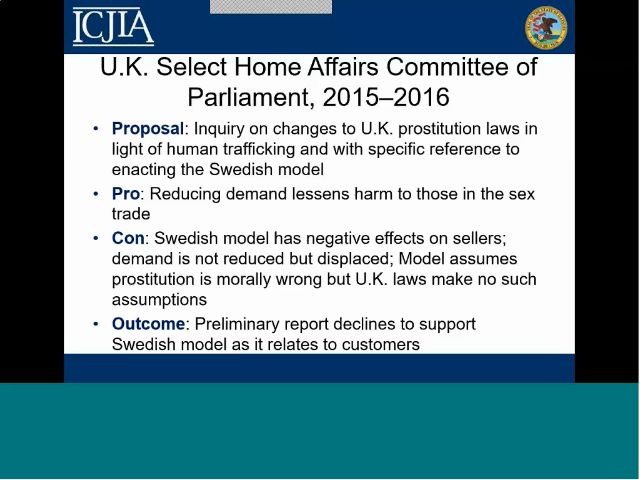 ICJIA
U.K. Select Home Affairs Committee of
Parliament, 2015–2016
• Proposal: Inquiry on changes to U.K. prostitution laws in
light of human trafficking and with specific reference to
enacting the Swedish model
• Pro: Reducing demand lessens harm to those in the sex
trade
• Con: Swedish model has negative effects on sellers;
demand is not reduced but displaced; Model assumes
prostitution is morally wrong but U.K. laws make no such
assumptions
• Outcome: Preliminary report declines to support
Swedish model as it relates to customers